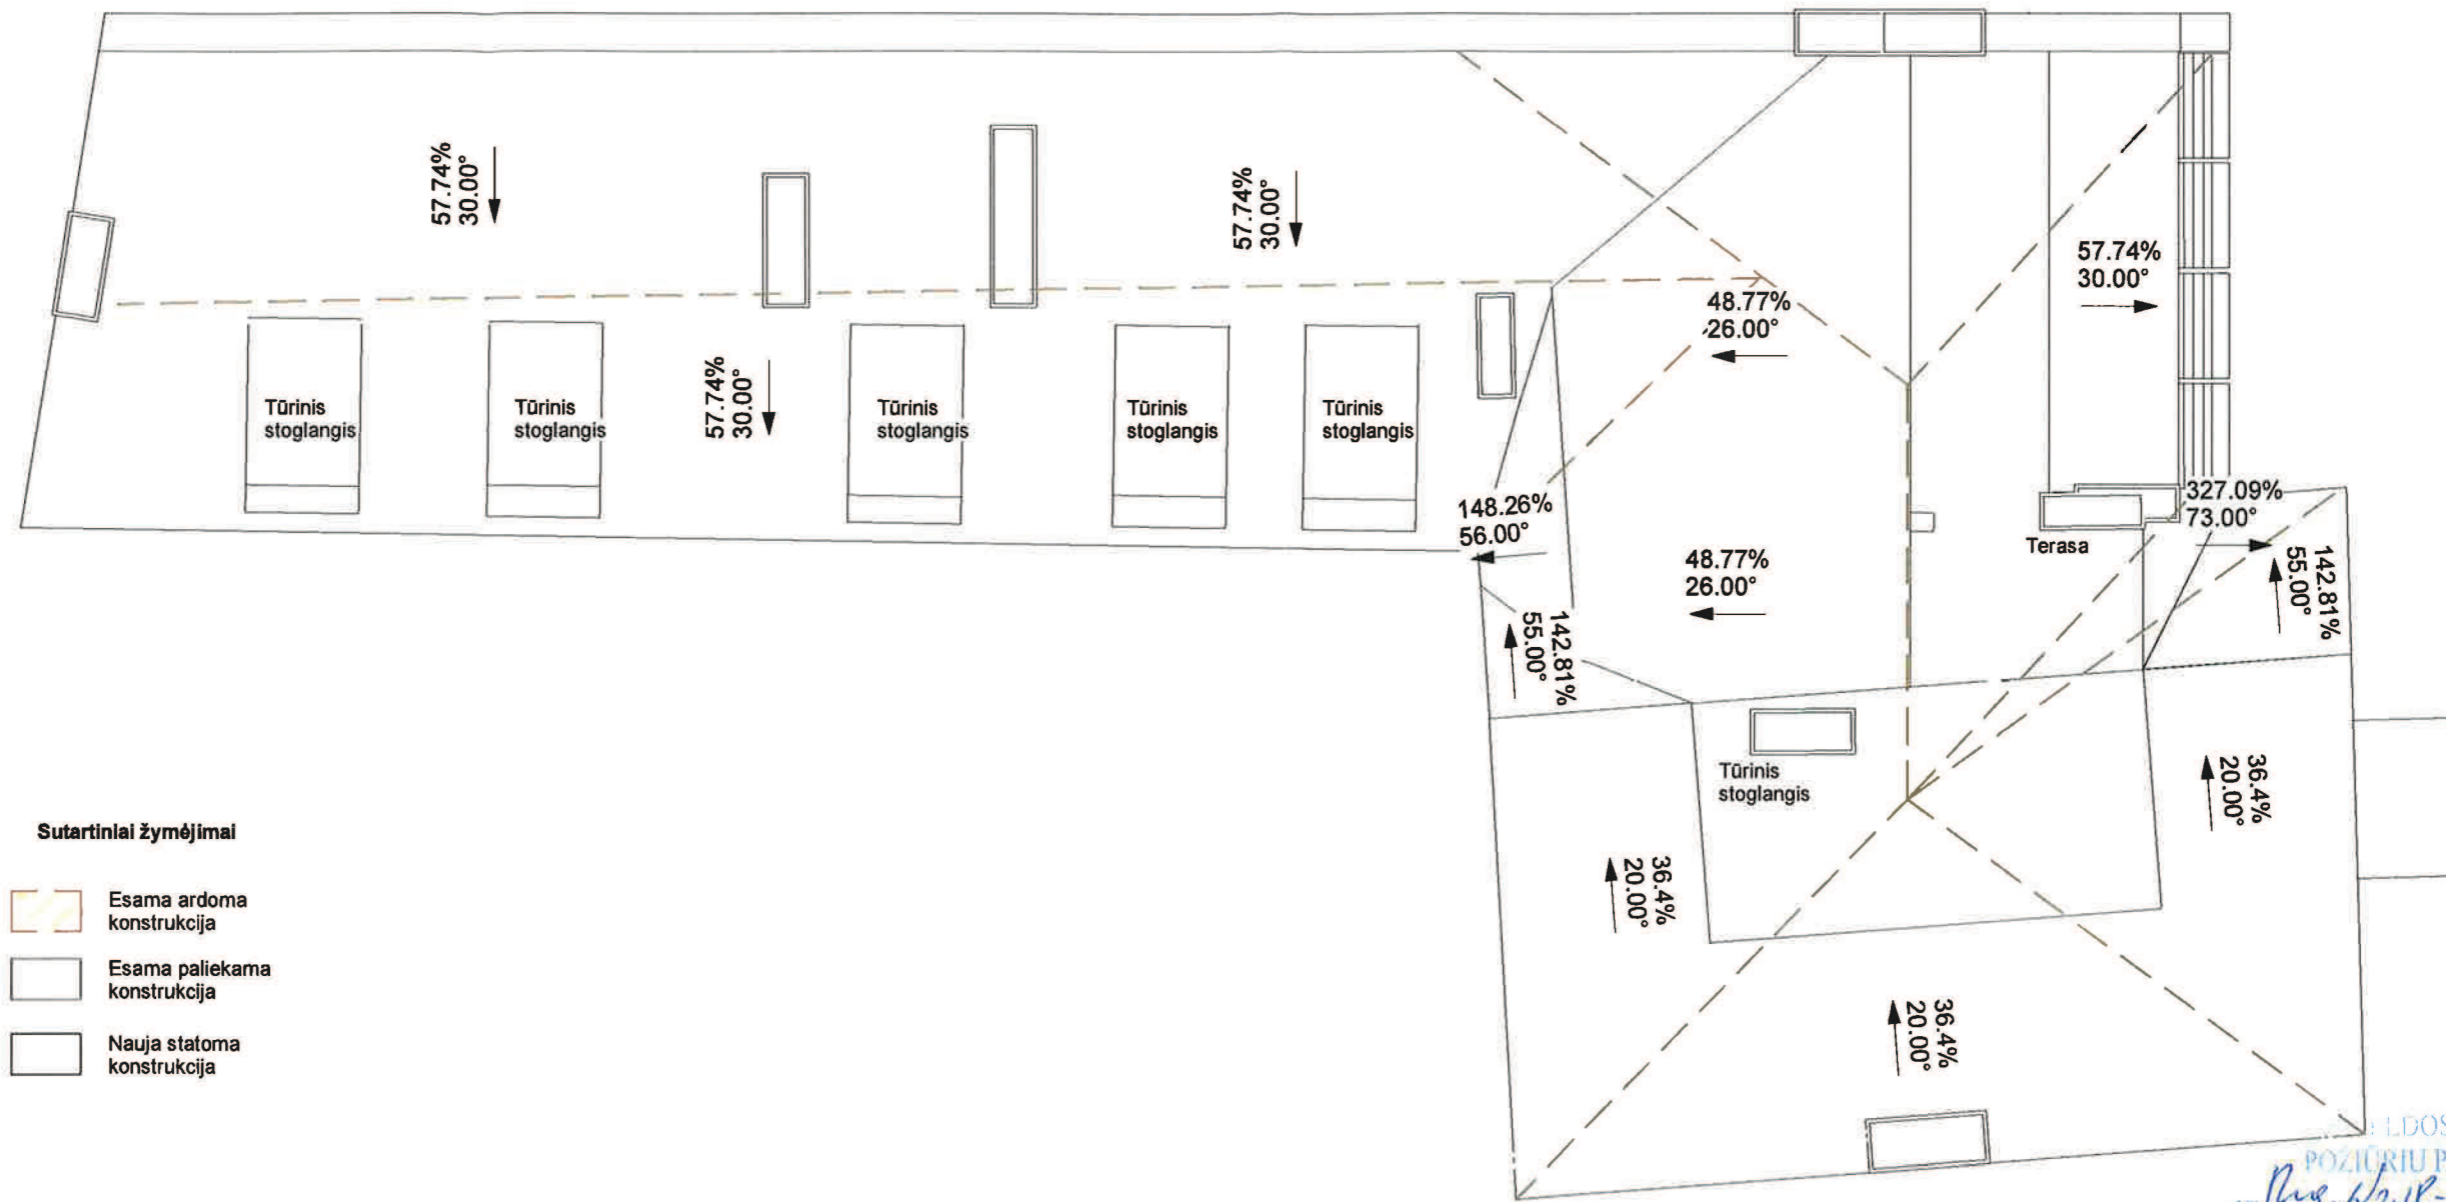 57.74%
30.00°
57.74%
30.00°
57.74%
30.00°
48.77%
26.00°
57.74%
30.00°
Tūrinis
stoglangis
Tūrinis
stoglangis
Tūrinis
stoglangis
Tūrinis
stoglangis
Tūrinis
stoglangis
148.26%
56.00°
327.09%
73.00°
Terasa
48.77%
26.00°
142.81%
55.00°
142.81%
55.00°
Tūrinis
stoglangis
36.4%
20.00°
36.4%
20.00°
36.4%
20.00°
Sutartiniai žymėjimai
Esama ardoma
konstrukcija
Esama paliekama
konstrukcija
Nauja statoma
konstrukcija
LDOS
POŽIŪRIU P